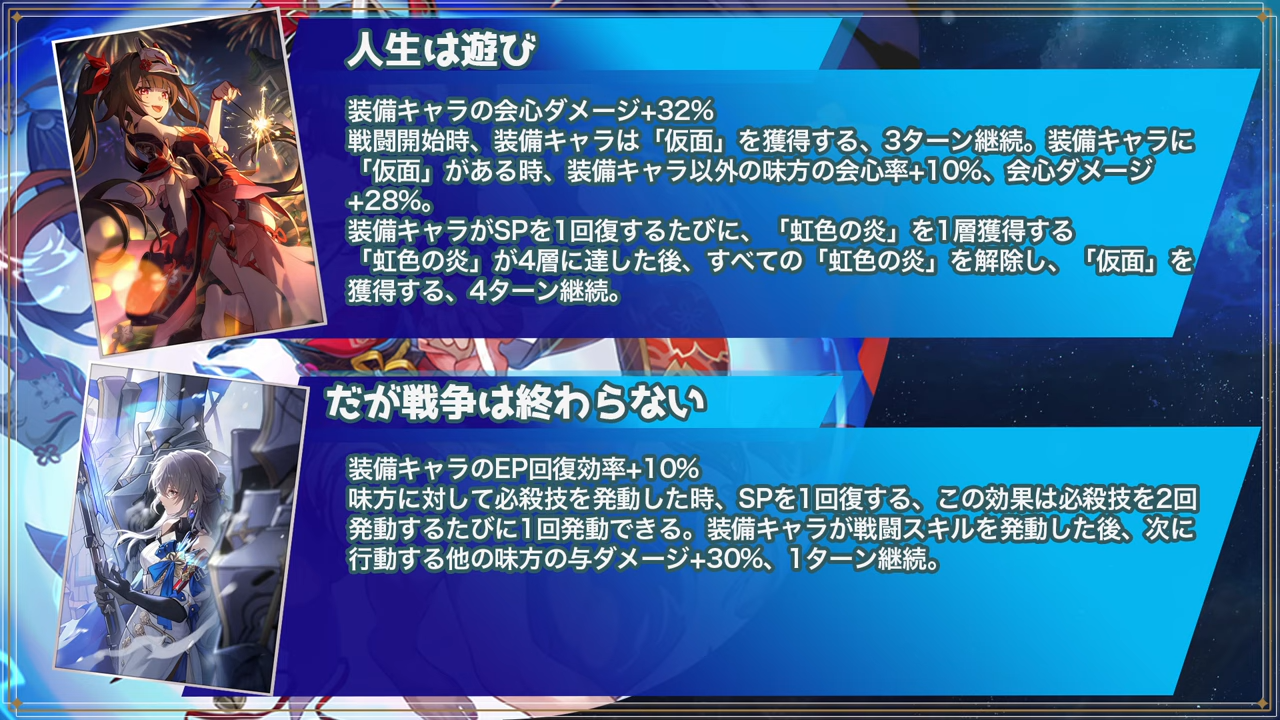 人生は遊び
装備キャラの会心ダメージ+32%
戦闘開始時、装備キャラは「仮面」を獲得する、3ターン継続。装備キャラに
「仮面」がある時、装備キャラ以外の味方の会心率+10%、会心ダメージ
+28%。
装備キャラがSPを1回復するたびに、「虹色の炎」を1層獲得する
「虹色の炎」が4層に達した後、すべての「虹色の炎」を解除し、「仮面」を
獲得する、4ターン継続。
だが戦争は終わらない
装備キャラのEP回復効率+10%
味方に対して必殺技を発動した時、SPを1回復する、この効果は必殺技を2回
発動するたびに1回発動できる。装備キャラが戦闘スキルを発動した後、次に
行動する他の味方の与ダメージ+30%、1ターン継続。